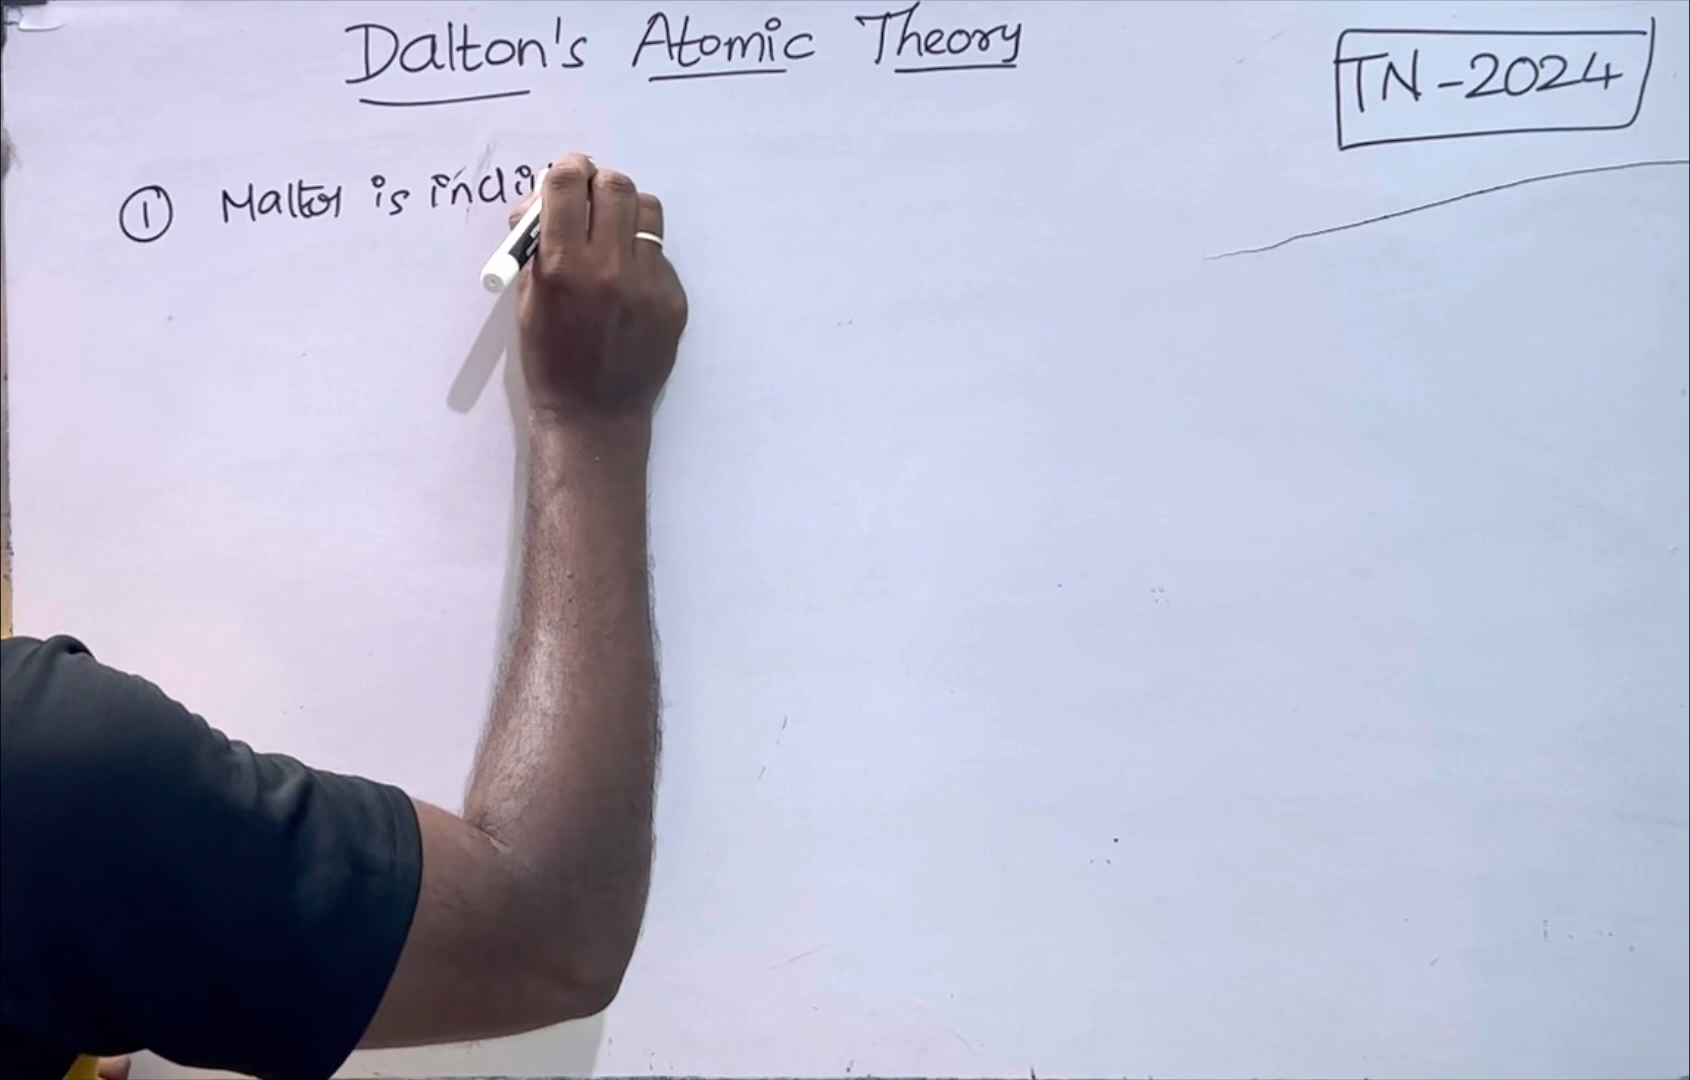 Dalton's Atomic Theory
TN-2024
① Matter is indi